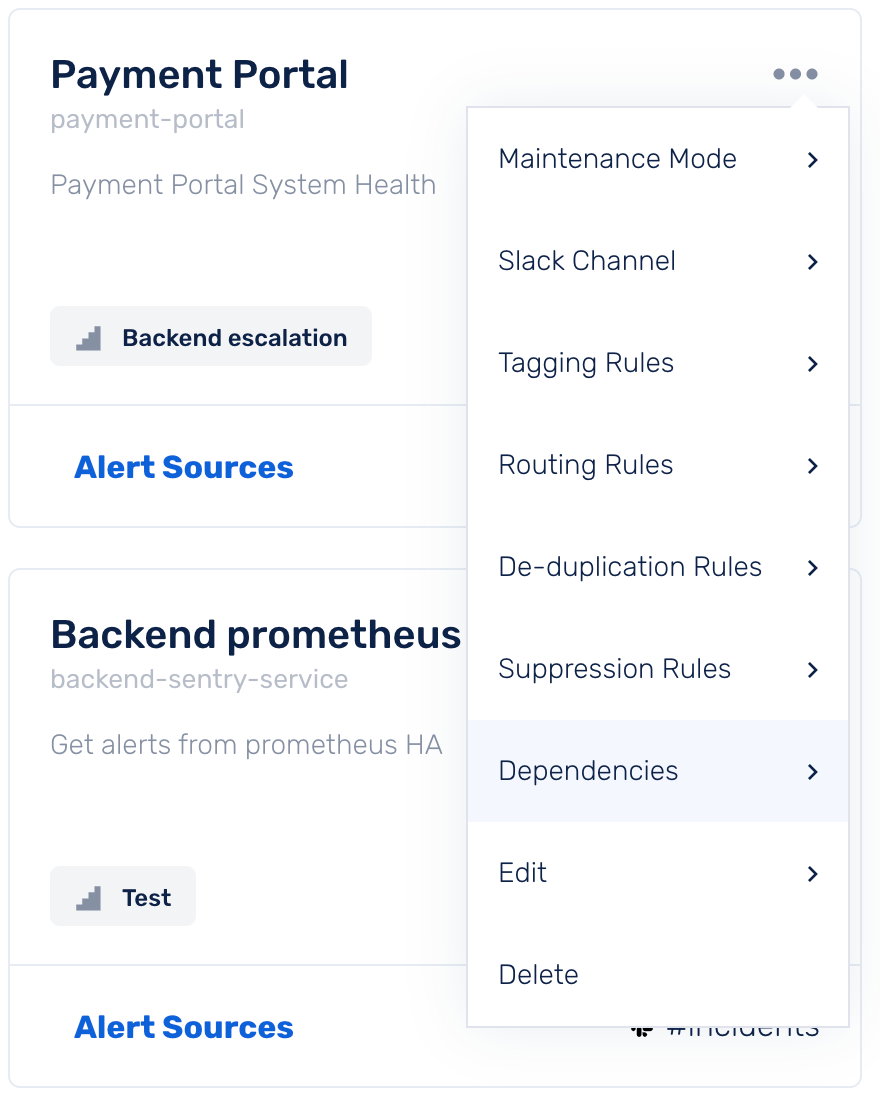 Payment Portal
payment-portal
Payment Portal System Health
Backend escalation
Alert Sources
Maintenance Mode
Slack Channel
Tagging Rules
Routing Rules
De-duplication Rules
Suppression Rules
Dependencies
Edit
Delete
Backend prometheus
backend-sentry-service
Get alerts from prometheus HA
Test
Alert Sources
#incidents